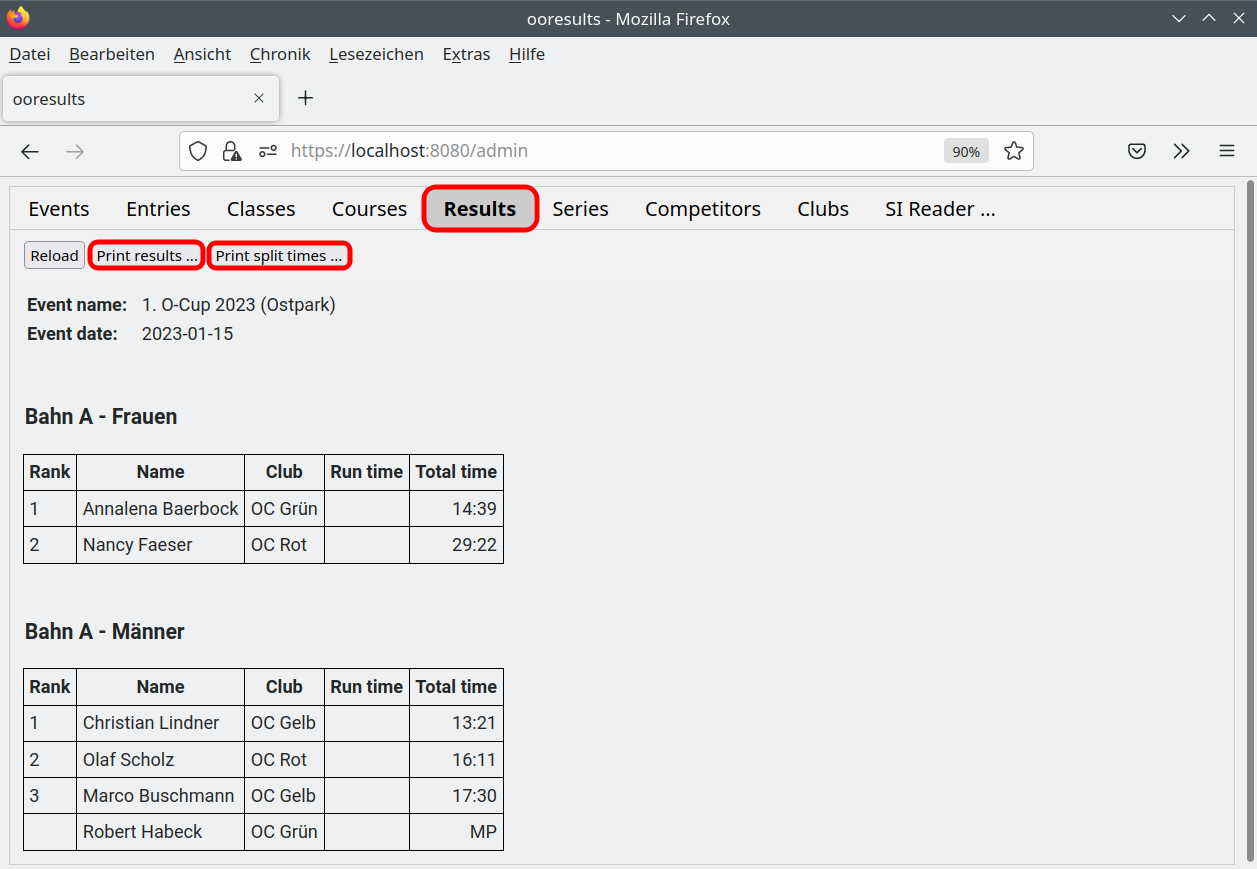 ooresults - Mozilla Firefox
Datei Bearbeiten Ansicht Chronik Lesezeichen Extras Hilfe
ooresults
https://localhost:8080/admin 90%
Events Entries Classes Courses Results Series Competitors Clubs SI Reader ...
Reload Print results ... Print split times ...
Event name: 1. O-Cup 2023 (Ostpark)
Event date: 2023-01-15
Bahn A - Frauen
Rank Name Club Run time Total time
1 Annalena Baerbock OC Grün 14:39
2 Nancy Faeser OC Rot 29:22
Bahn A - Männer
Rank Name Club Run time Total time
1 Christian Lindner OC Gelb 13:21
2 Olaf Scholz OC Rot 16:11
3 Marco Buschmann OC Gelb 17:30
Robert Habeck OC Grün MP